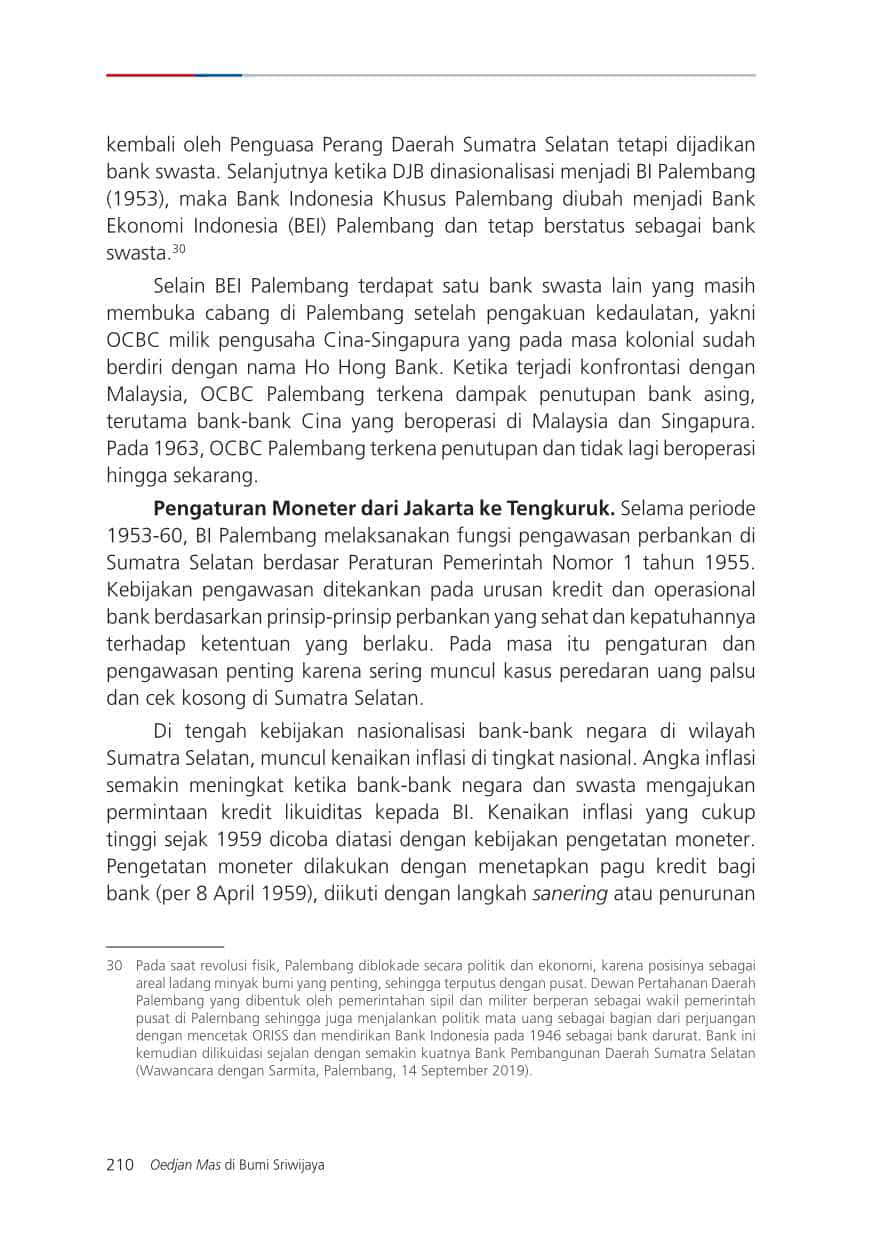 kembali oleh Penguasa Perang Daerah Sumatra Selatan tetapi dijadikan
bank swasta. Selanjutnya ketika DJB dinasionalisasi menjadi BI Palembang
(1953), maka Bank Indonesia Khusus Palembang diubah menjadi Bank
Ekonomi Indonesia (BEI) Palembang dan tetap berstatus sebagai bank
swasta.³⁰
Selain BEI Palembang terdapat satu bank swasta lain yang masih
membuka cabang di Palembang setelah pengakuan kedaulatan, yakni
OCBC milik pengusaha Cina-Singapura yang pada masa kolonial sudah
berdiri dengan nama Ho Hong Bank. Ketika terjadi konfrontasi dengan
Malaysia, OCBC Palembang terkena dampak penutupan bank asing,
terutama bank-bank Cina yang beroperasi di Malaysia dan Singapura.
Pada 1963, OCBC Palembang terkena penutupan dan tidak lagi beroperasi
hingga sekarang.
Pengaturan Moneter dari Jakarta ke Tengkuruk. Selama periode
1953-60, BI Palembang melaksanakan fungsi pengawasan perbankan di
Sumatra Selatan berdasar Peraturan Pemerintah Nomor 1 tahun 1955.
Kebijakan pengawasan ditekankan pada urusan kredit dan operasional
bank berdasarkan prinsip-prinsip perbankan yang sehat dan kepatuhannya
terhadap ketentuan yang berlaku. Pada masa itu pengaturan dan
pengawasan penting karena sering muncul kasus peredaran uang palsu
dan cek kosong di Sumatra Selatan.
Di tengah kebijakan nasionalisasi bank-bank negara di wilayah
Sumatra Selatan, muncul kenaikan inflasi di tingkat nasional. Angka inflasi
semakin meningkat ketika bank-bank negara dan swasta mengajukan
permintaan kredit likuiditas kepada BI. Kenaikan inflasi yang cukup
tinggi sejak 1959 dicoba diatasi dengan kebijakan pengetatan moneter.
Pengetatan moneter dilakukan dengan menetapkan pagu kredit bagi
bank (per 8 April 1959), diikuti dengan langkah sanering atau penurunan
30 Pada saat revolusi fisik, Palembang diblokade secara politik dan ekonomi, karena posisinya sebagai
areal ladang minyak bumi yang penting, sehingga terputus dengan pusat. Dewan Pertahanan Daerah
Palembang yang dibentuk oleh pemerintahan sipil dan militer berperan sebagai wakil pemerintah
pusat di Palembang sehingga juga menjalankan politik mata uang sebagai bagian dari perjuangan
dengan mencetak ORISS dan mendirikan Bank Indonesia pada 1946 sebagai bank darurat. Bank ini
kemudian dilikuidasi sejalan dengan semakin kuatnya Bank Pembangunan Daerah Sumatra Selatan
(Wawancara dengan Sarmita, Palembang, 14 September 2019).
210 Oedjan Mas di Bumi Sriwijaya